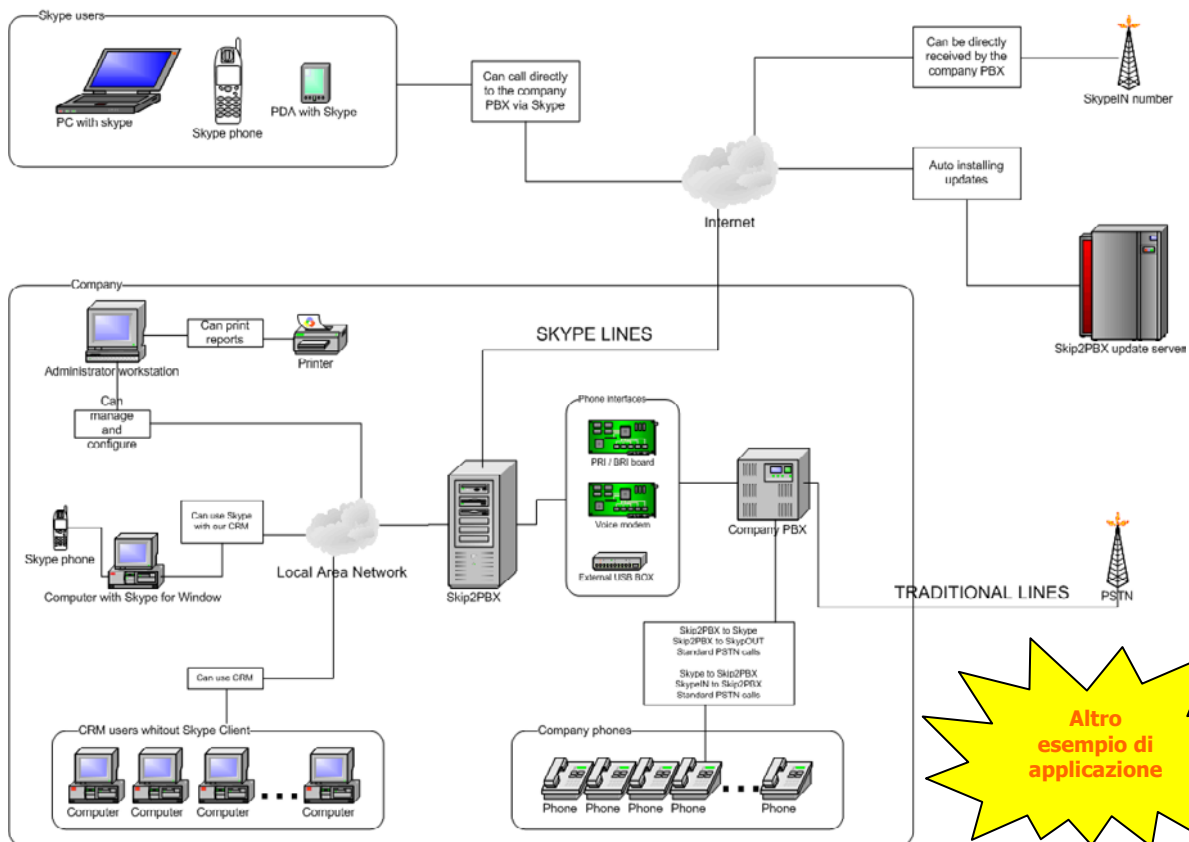 Skype users
PC with skype
Skype phone
PDA with Skype
Can call directly
to the company
PBX via Skype
Internet
Can be directly
received by the
company PBX
SkypeIN number
Auto installing
updates
Skip2PBX update serverя
Company
Administrator workstation
Can print
reports
Printer
Can
manage
and
configure
SKYPE LINES
Phone interfaces
PRI / BRI board
Voice modem
External USB BOX
Company PBX
Skype phone
Computer with Skype for Window
Can use Skype
with our CRM
Local Area Network
Skip2PBX
TRADITIONAL LINES
PSTN
Skip2PBX to Skype
Skip2PBX to SkypOUT
Standard PSTN calls
Skype to Skip2PBX
SkypeIN to Skip2PBX
Standard PSTN calls
Can use CRM
CRM users whitout Skype Client
Computer
Computer
Computer
Computer
Company phones
Phone
Phone
Phone
Phone
Phone
Altro
esempio di
applicazione